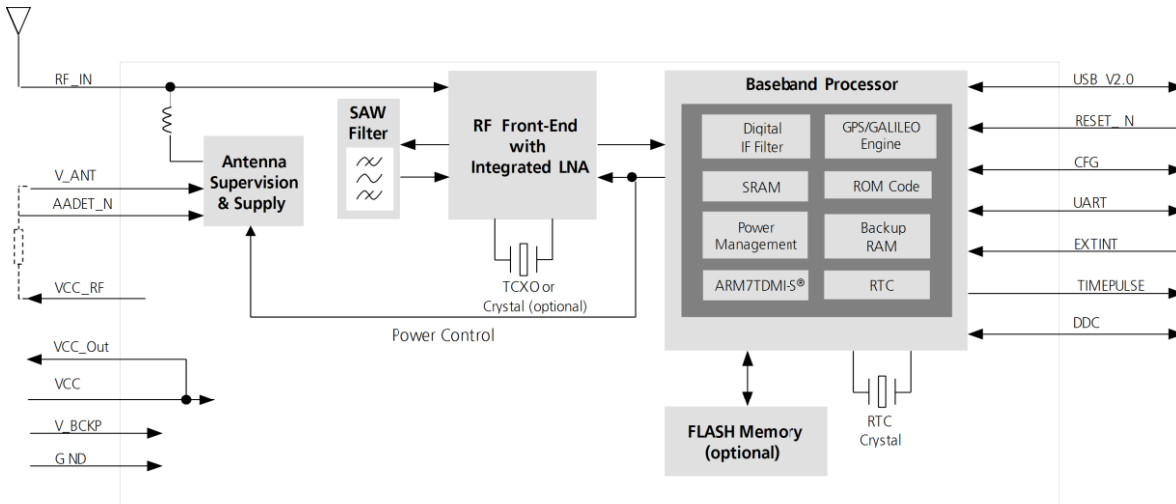 RF_IN
SAW
Filter
RF Front-End
with
Integrated LNA
Antenna
Supervision
& Supply
V_ANT
AADET_N
VCC_RF
TCXO or
Crystal (optional)
Power Control
VCC_Out
VCC
V_BCKP
GND
Baseband Processor
Digital
IF Filter
GPS/GALILEO
Engine
SRAM
ROM Code
Power
Management
Backup
RAM
ARM7TDMI-S®
RTC
FLASH Memory
(optional)
RTC
Crystal
USB V2.0
RESET_N
CFG
UART
EXTINT
TIMEPULSE
DDC